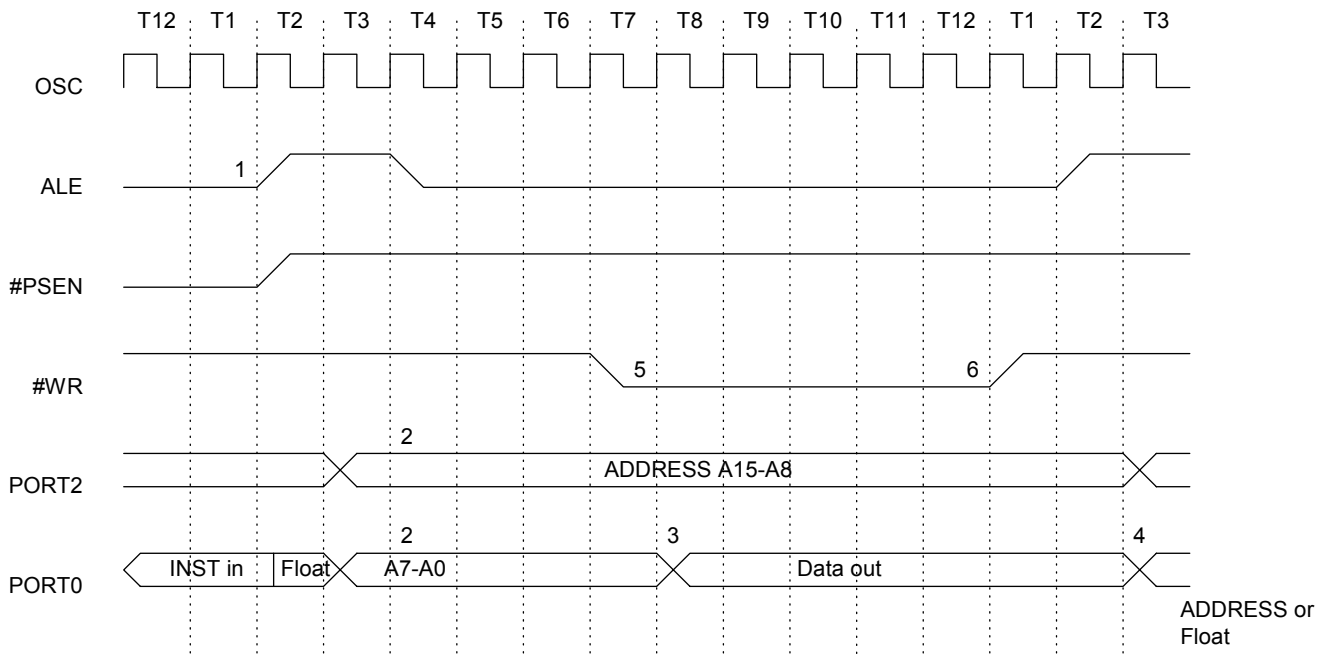 T12 T1 T2 T3 T4 T5 T6 T7 T8 T9 T10 T11 T12 T1 T2 T3
OSC
1
ALE
#PSEN
5 6
#WR
2
ADDRESS A15-A8
PORT2
2 3 4
INST in Float A7-A0 Data out
PORT0
ADDRESS or
Float